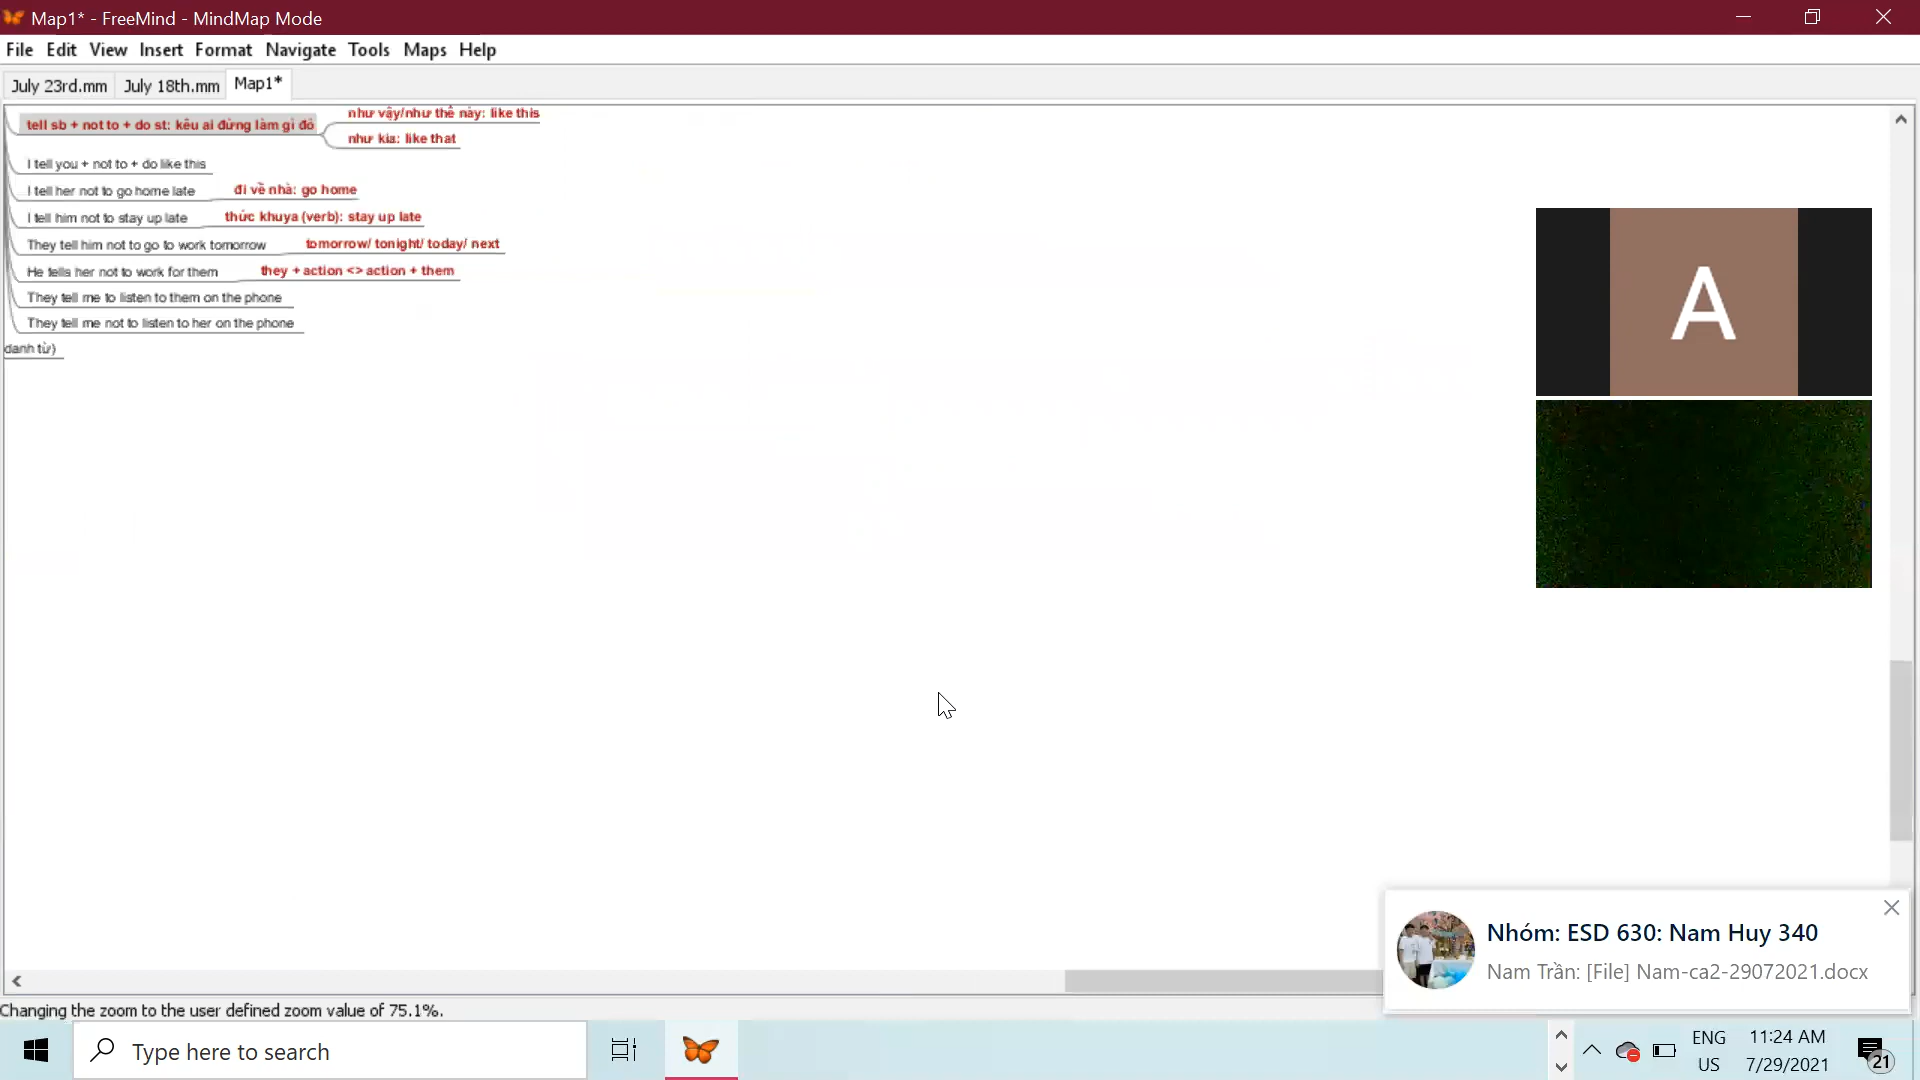 Map1* - FreeMind - MindMap Mode
File Edit View Insert Format Navigate Tools Maps Help
July 23rd.mm July 18th.mm Map1*
như vậy/như thế này: like this
tell sb + not to + do st: kêu ai đừng làm gì đó
như kia: like that
I tell you + not to + do like this
I tell her not to go home late đi về nhà: go home
I tell him not to stay up late thức khuya (verb): stay up late
They tell him not to go to work tomorrow tomorrow/ tonight/ today/ next
He tells her not to work for them they + action <> action + them
They tell me to listen to them on the phone
They tell me not to listen to her on the phone
danh từ)
A
Nhóm: ESD 630: Nam Huy 340
Nam Trần: [File] Nam-ca2-29072021.docx
Changing the zoom to the user defined zoom value of 75.1%.
Type here to search
ENG
US
11:24 AM
7/29/2021
21